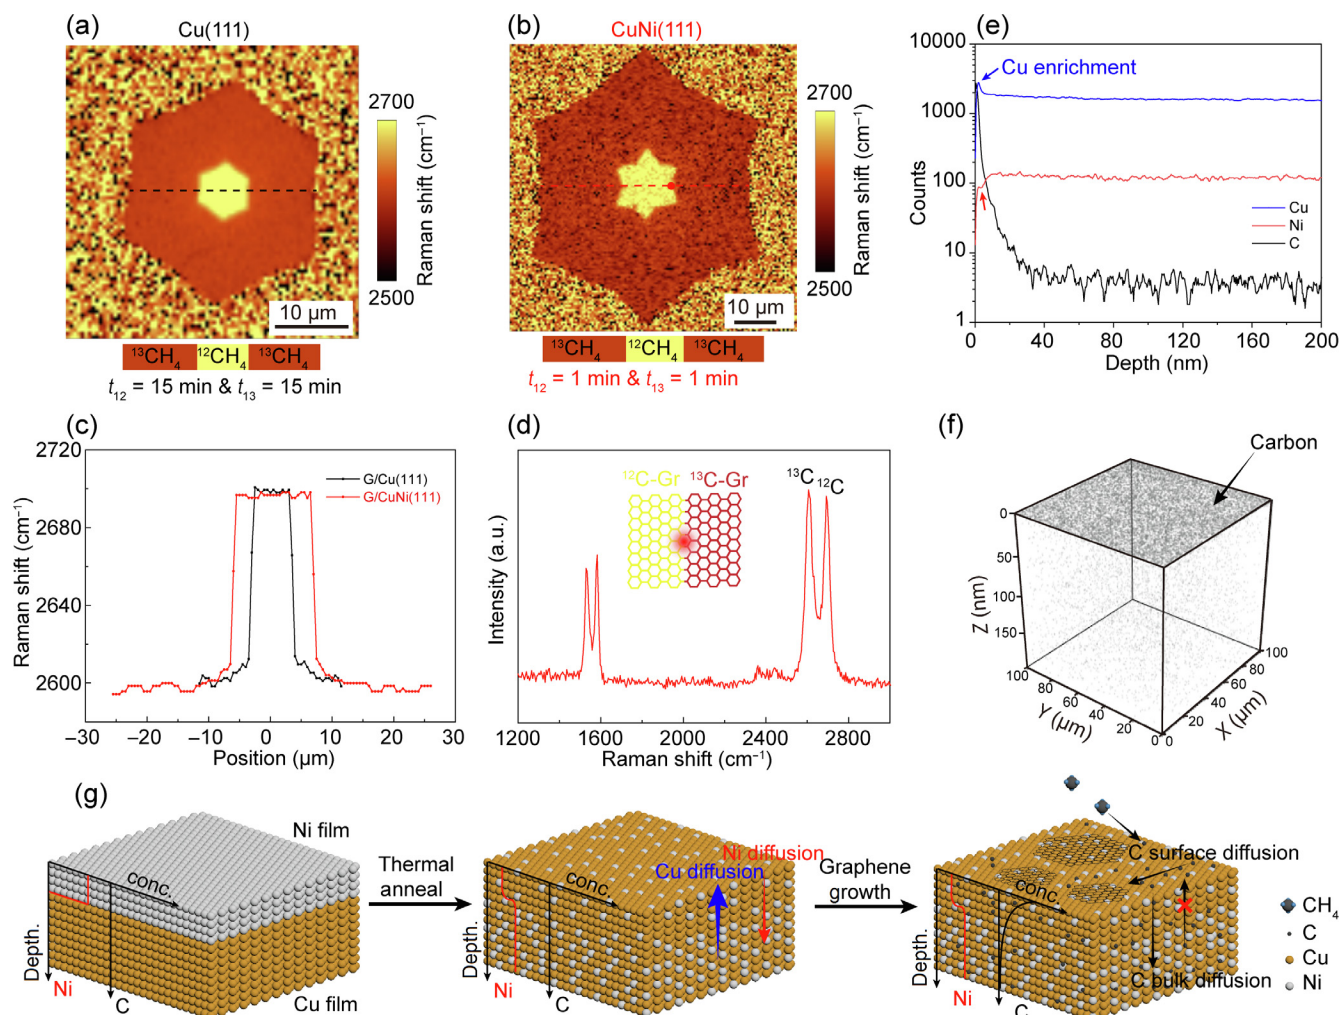 (a)
Cu(111)
2700
2500
Raman shift (cm⁻¹)
10 µm
¹³CH₄ ¹²CH₄ ¹³CH₄
t₁₂ = 15 min & t₁₃ = 15 min
(b)
CuNi(111)
2700
2500
Raman shift (cm⁻¹)
10 µm
¹³CH₄ ¹²CH₄ ¹³CH₄
t₁₂ = 1 min & t₁₃ = 1 min
(e)
10000
1000
100
10
1
Counts
Cu enrichment
Cu
Ni
C
0 40 80 120 160 200
Depth (nm)
(c)
2720
2680
2640
2600
Raman shift (cm⁻¹)
G/Cu(111)
G/CuNi(111)
–30 –20 –10 0 10 20 30
Position (µm)
(d)
Intensity (a.u.)
¹²C-Gr ¹³C-Gr
¹³C ¹²C
1200 1600 2000 2400 2800
Raman shift (cm⁻¹)
(f)
Carbon
0
50
100
150
Z (nm)
100 80 60 40 20 0
Y (µm)
20 40 60 80 100
X (µm)
(g)
Ni film
conc.
Depth.
Ni
C
Cu film
Thermal
anneal
Ni diffusion
Cu diffusion
conc.
Depth.
Ni
C
Graphene
growth
C surface diffusion
conc.
Depth.
C bulk diffusion
Ni
C
CH₄
C
Cu
Ni